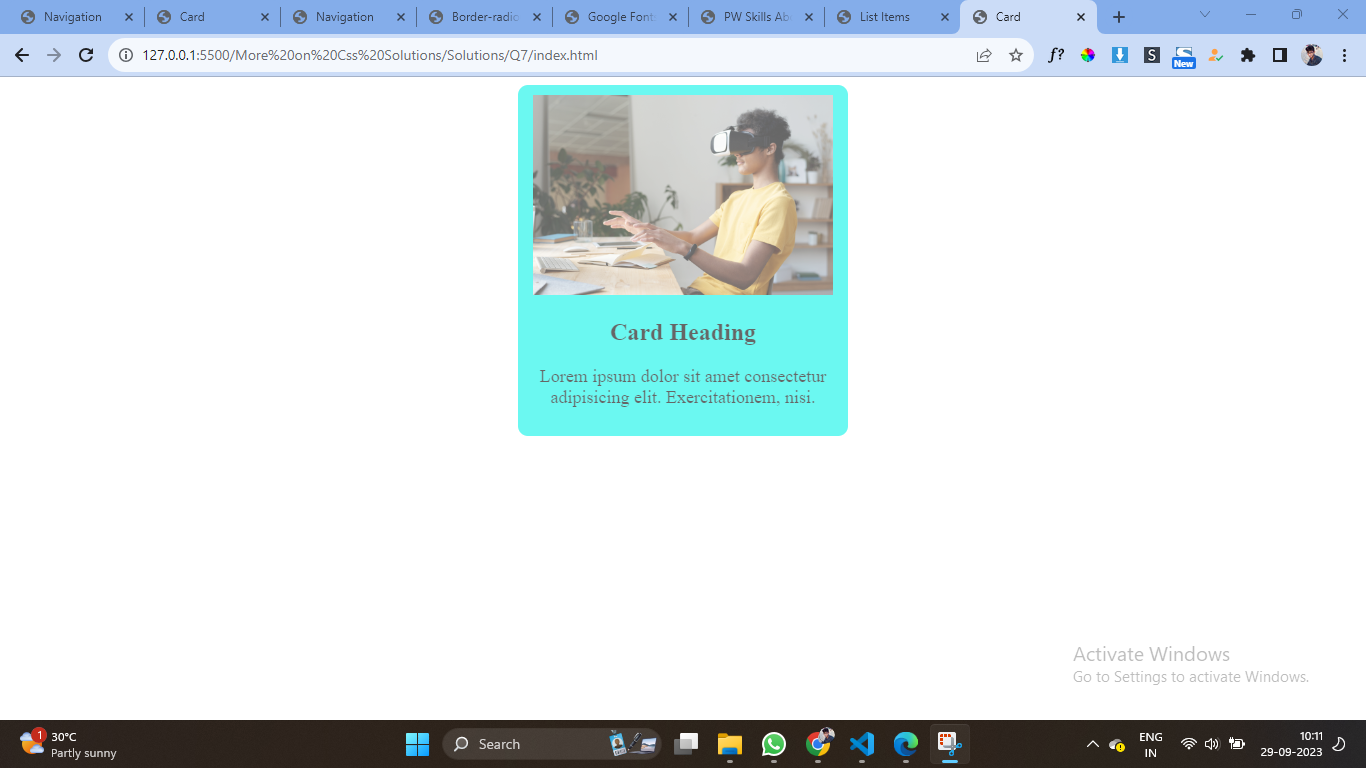 Navigation
Card
Navigation
Border-radio
Google Font
PW Skills Ab
List Items
Card
127.0.0.1:5500/More%20on%20Css%20Solutions/Solutions/Q7/index.html
f?
S
New
Card Heading
Lorem ipsum dolor sit amet consectetur
adipisicing elit. Exercitationem, nisi.
Activate Windows
Go to Settings to activate Windows.
1
30°C
Partly sunny
Search
ENG
IN
10:11
29-09-2023